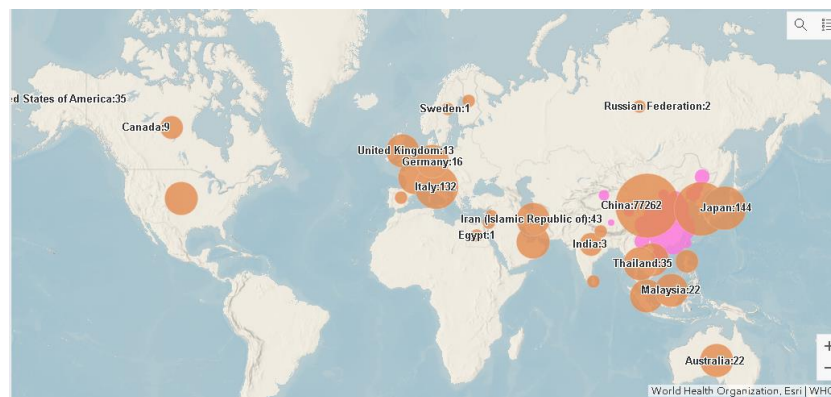 d States of America:35
Canada:9
Sweden:1
Russian Federation:2
United Kingdom:13
Germany:16
Italy:132
China:77262
Japan:144
Iran (Islamic Republic of):43
Egypt:1
India:3
Thailand:35
Malaysia:22
Australia:22
World Health Organization, Esri | WHO